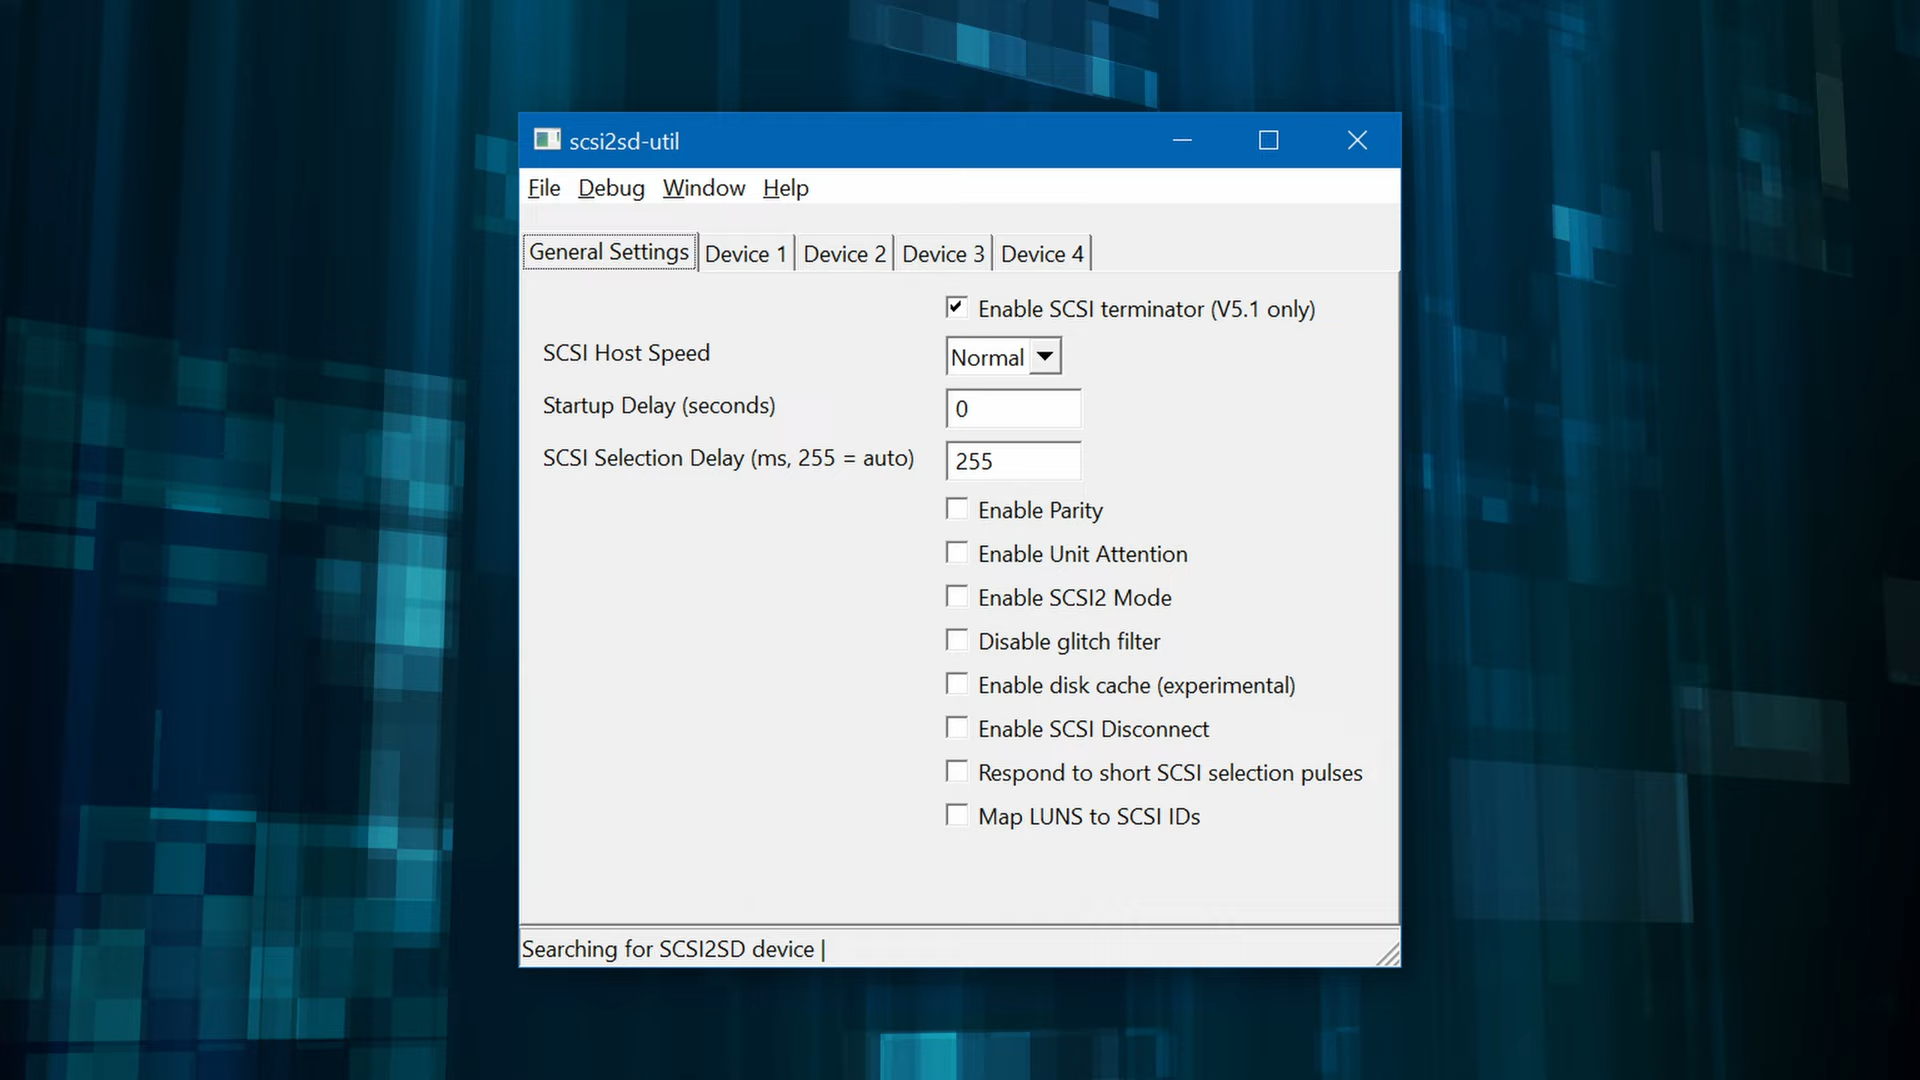 scsi2sd-util
File Debug Window Help
General Settings Device 1 Device 2 Device 3 Device 4
Enable SCSI terminator (V5.1 only)
SCSI Host Speed Normal
Startup Delay (seconds) 0
SCSI Selection Delay (ms, 255 = auto) 255
Enable Parity
Enable Unit Attention
Enable SCSI2 Mode
Disable glitch filter
Enable disk cache (experimental)
Enable SCSI Disconnect
Respond to short SCSI selection pulses
Map LUNS to SCSI IDs
Searching for SCSI2SD device |